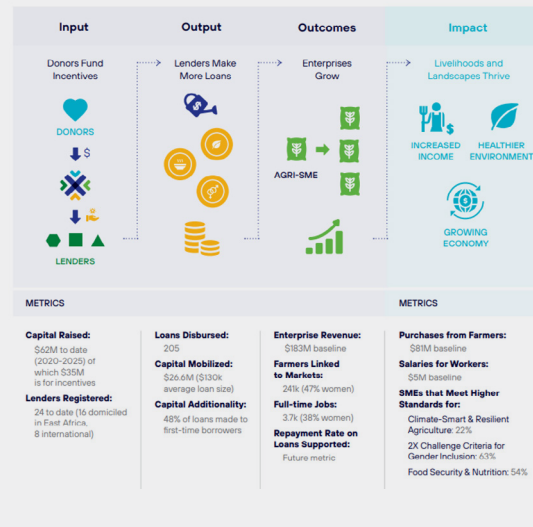 Input
Output
Outcomes
Impact
Donors Fund
Incentives
DONORS
$
LENDERS
Lenders Make
More Loans
$
Enterprises
Grow
AGRI-SME
Livelihoods and
Landscapes Thrive
$
INCREASED
INCOME
HEALTHIER
ENVIRONMENT
$
GROWING
ECONOMY
METRICS
METRICS
Capital Raised:
$62M to date
(2020-2025) of
which $35M
is for incentives
Lenders Registered:
24 to date (16 domiciled
in East Africa,
8 international)
Loans Disbursed:
205
Capital Mobilized:
$26.6M ($130k
average loan size)
Capital Additionality:
48% of loans made to
first-time borrowers
Enterprise Revenue:
$183M baseline
Farmers Linked
to Markets:
241k (47% women)
Full-time Jobs:
3.7k (38% women)
Repayment Rate on
Loans Supported:
Future metric
Purchases from Farmers:
$81M baseline
Salaries for Workers:
$5M baseline
SMEs that Meet Higher
Standards for:
Climate-Smart & Resilient
Agriculture: 22%
2X Challenge Criteria for
Gender Inclusion: 63%
Food Security & Nutrition: 54%